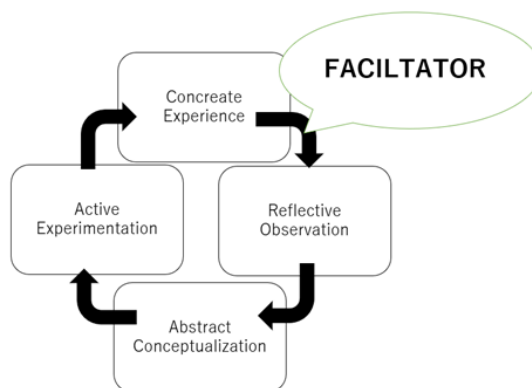 FACILTATOR
Concreate
Experience
Active
Experimentation
Reflective
Observation
Abstract
Conceptualization